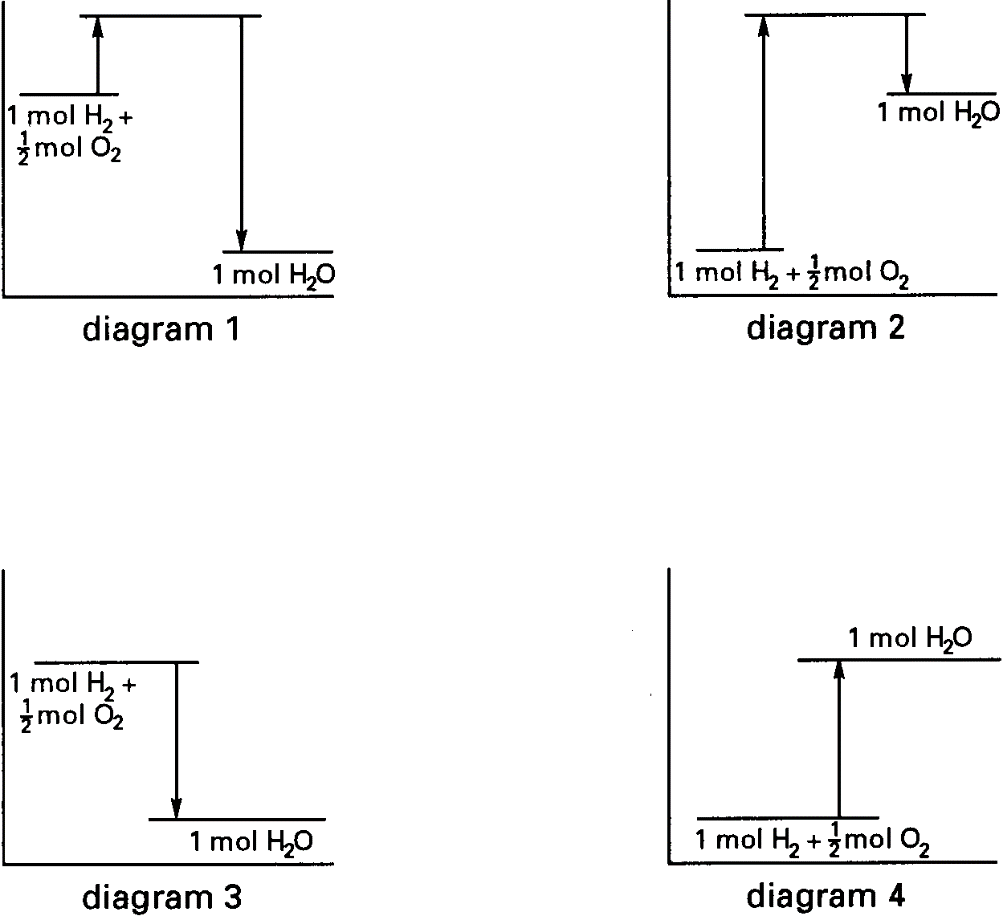 1 mol H₂ +
½ mol O₂
1 mol H₂O
diagram 1
1 mol H₂O
1 mol H₂ + ½ mol O₂
diagram 2
1 mol H₂ +
½ mol O₂
1 mol H₂O
diagram 3
1 mol H₂O
1 mol H₂ + ½ mol O₂
diagram 4